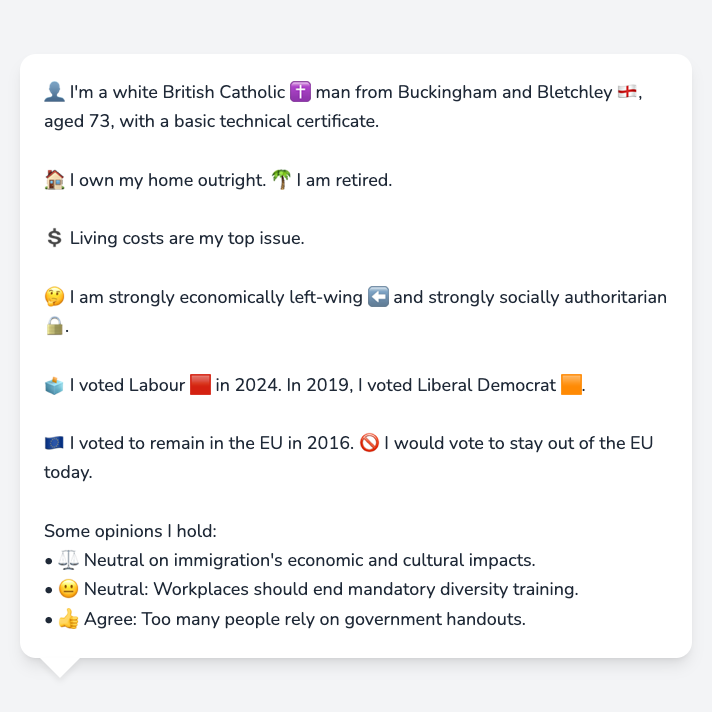 👤 I'm a white British Catholic ✝️ man from Buckingham and Bletchley 🏴󠁧󠁢󠁥󠁮󠁧󠁿,
aged 73, with a basic technical certificate.
🏠 I own my home outright. 🌴 I am retired.
💲 Living costs are my top issue.
🤔 I am strongly economically left-wing ⬅️ and strongly socially authoritarian
🔒.
🗳️ I voted Labour 🟥 in 2024. In 2019, I voted Liberal Democrat 🟧.
🇪🇺 I voted to remain in the EU in 2016. 🚫 I would vote to stay out of the EU
today.
Some opinions I hold:
• ⚖️ Neutral on immigration's economic and cultural impacts.
• 😐 Neutral: Workplaces should end mandatory diversity training.
• 👍 Agree: Too many people rely on government handouts.